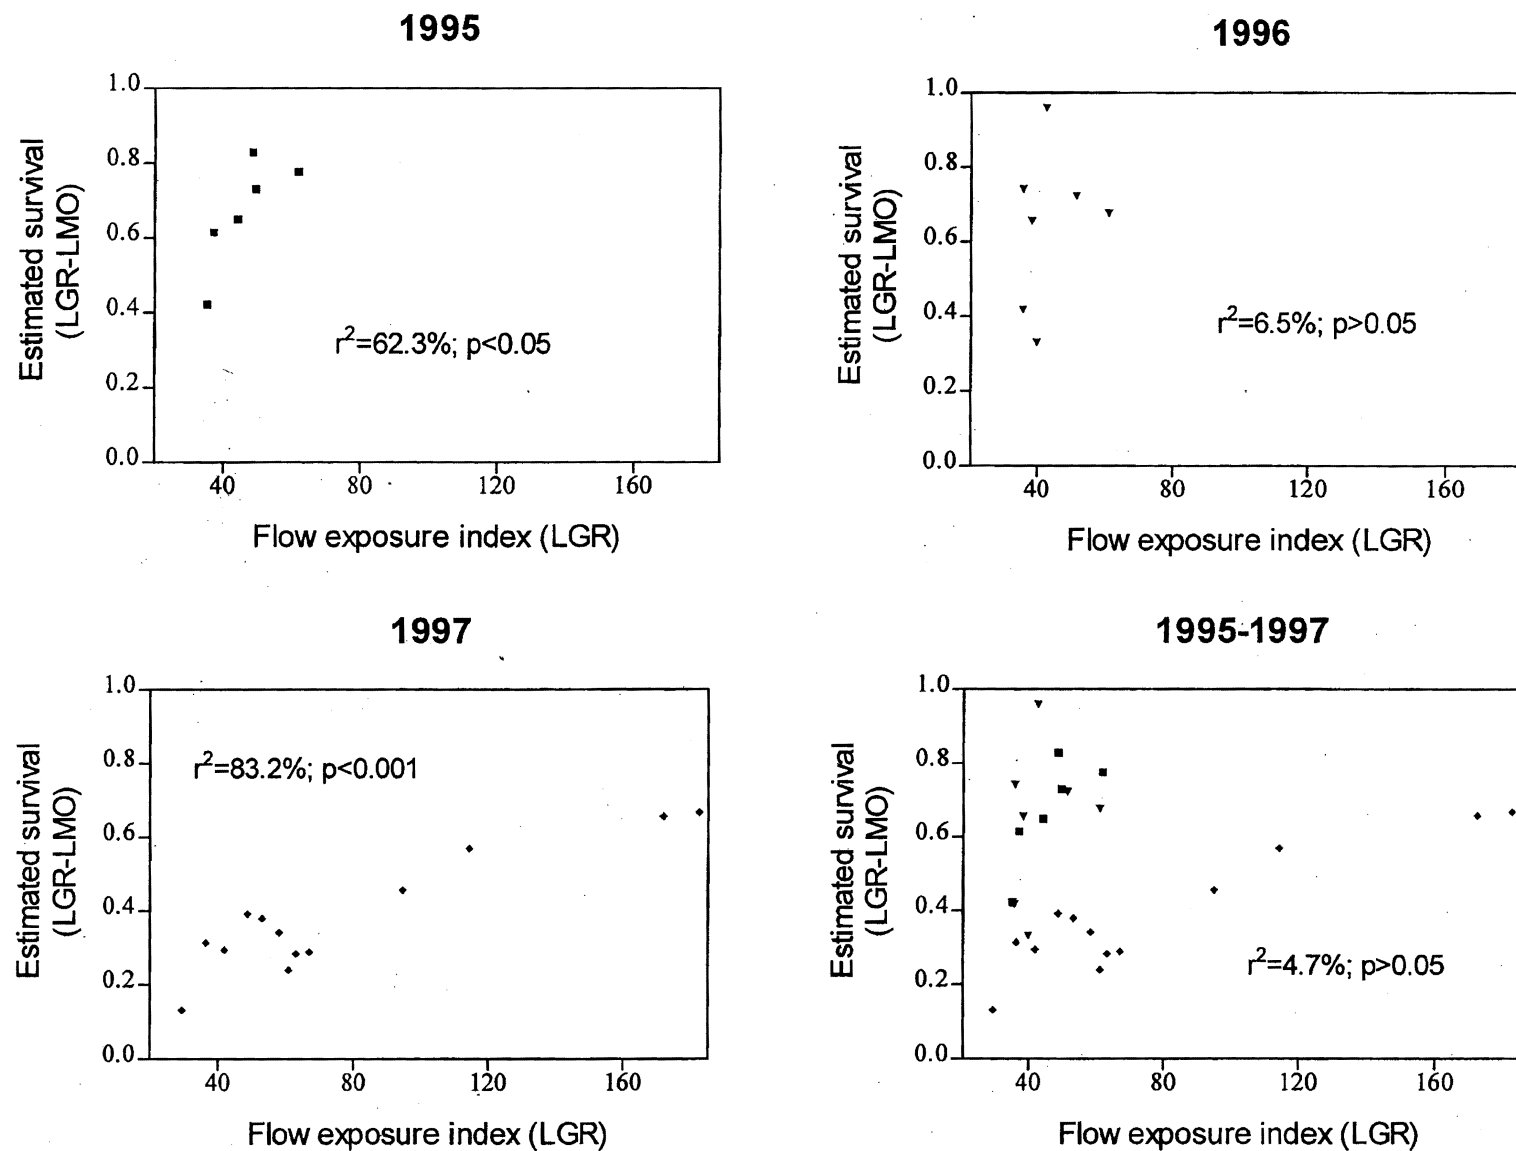 1995
1.0
0.8
0.6
0.4
0.2
0.0
Estimated survival
(LGR-LMO)
r²=62.3%; p<0.05
40 80 120 160
Flow exposure index (LGR)
1996
1.0
0.8
0.6
0.4
0.2
0.0
Estimated survival
(LGR-LMO)
r²=6.5%; p>0.05
40 80 120 160
Flow exposure index (LGR)
1997
1.0
0.8
0.6
0.4
0.2
0.0
Estimated survival
(LGR-LMO)
r²=83.2%; p<0.001
40 80 120 160
Flow exposure index (LGR)
1995-1997
1.0
0.8
0.6
0.4
0.2
0.0
Estimated survival
(LGR-LMO)
r²=4.7%; p>0.05
40 80 120 160
Flow exposure index (LGR)